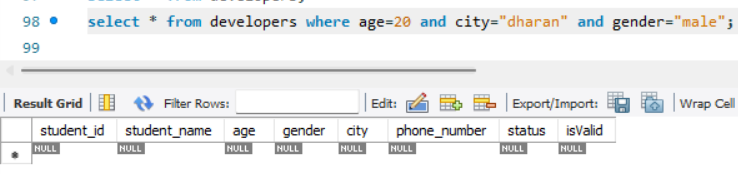 98 select * from developers where age=20 and city="dharan" and gender="male";
99
Result Grid Filter Rows: Edit: Export/Import: Wrap Cell
student_id student_name age gender city phone_number status isValid
* NULL NULL NULL NULL NULL NULL NULL NULL